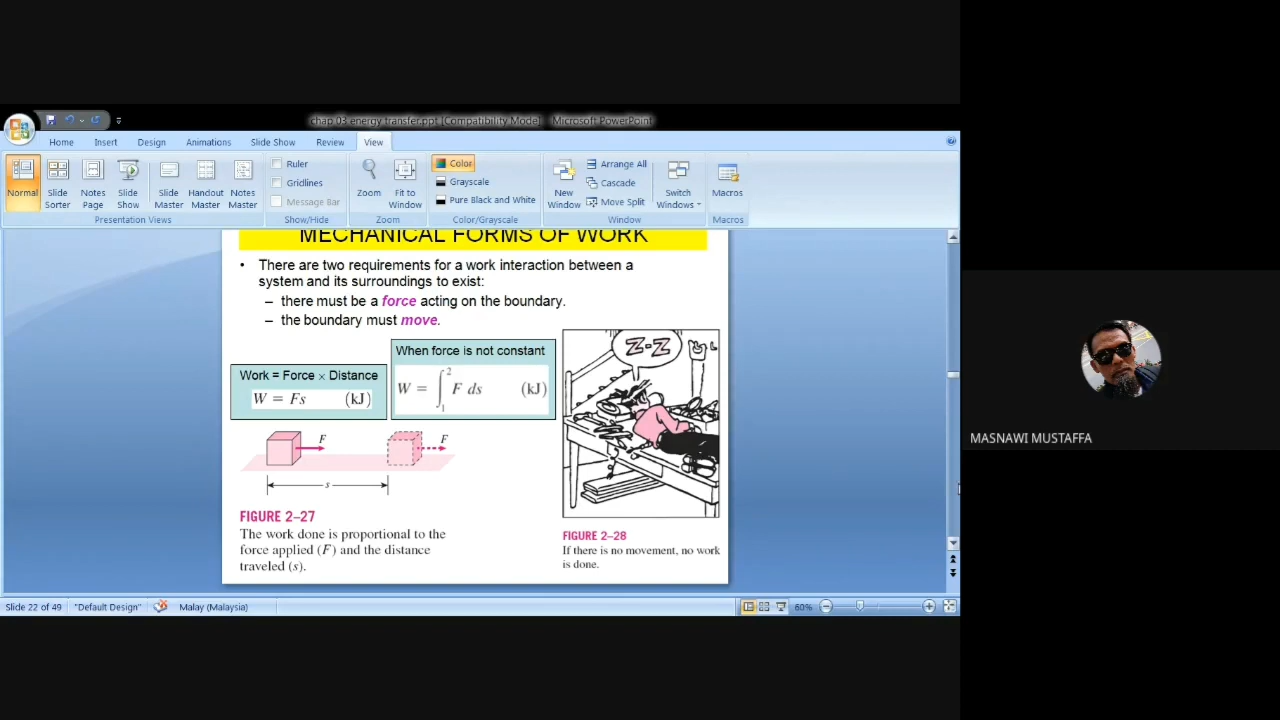 chap 03.energy transfer.ppt [Compatibility Mode] - Microsoft PowerPoint
Home Insert Design Animations Slide Show Review View
Normal
Slide Sorter
Notes Page
Slide Show
Slide Master
Handout Master
Notes Master
Presentation Views
Ruler
Gridlines
Message Bar
Show/Hide
Zoom
Fit to Window
Zoom
Color
Grayscale
Pure Black and White
Color/Grayscale
New Window
Arrange All
Cascade
Move Split
Switch Windows
Window
Macros
Macros
MECHANICAL FORMS OF WORK
• There are two requirements for a work interaction between a
system and its surroundings to exist:
– there must be a force acting on the boundary.
– the boundary must move.
Work = Force × Distance
W = Fs (kJ)
When force is not constant
W = ∫₁² F ds (kJ)
F
F
s
Z-Z
FIGURE 2–27
The work done is proportional to the
force applied (F) and the distance
traveled (s).
FIGURE 2–28
If there is no movement, no work
is done.
Slide 22 of 49 "Default Design" Malay (Malaysia) 60%
MASNAWI MUSTAFFA